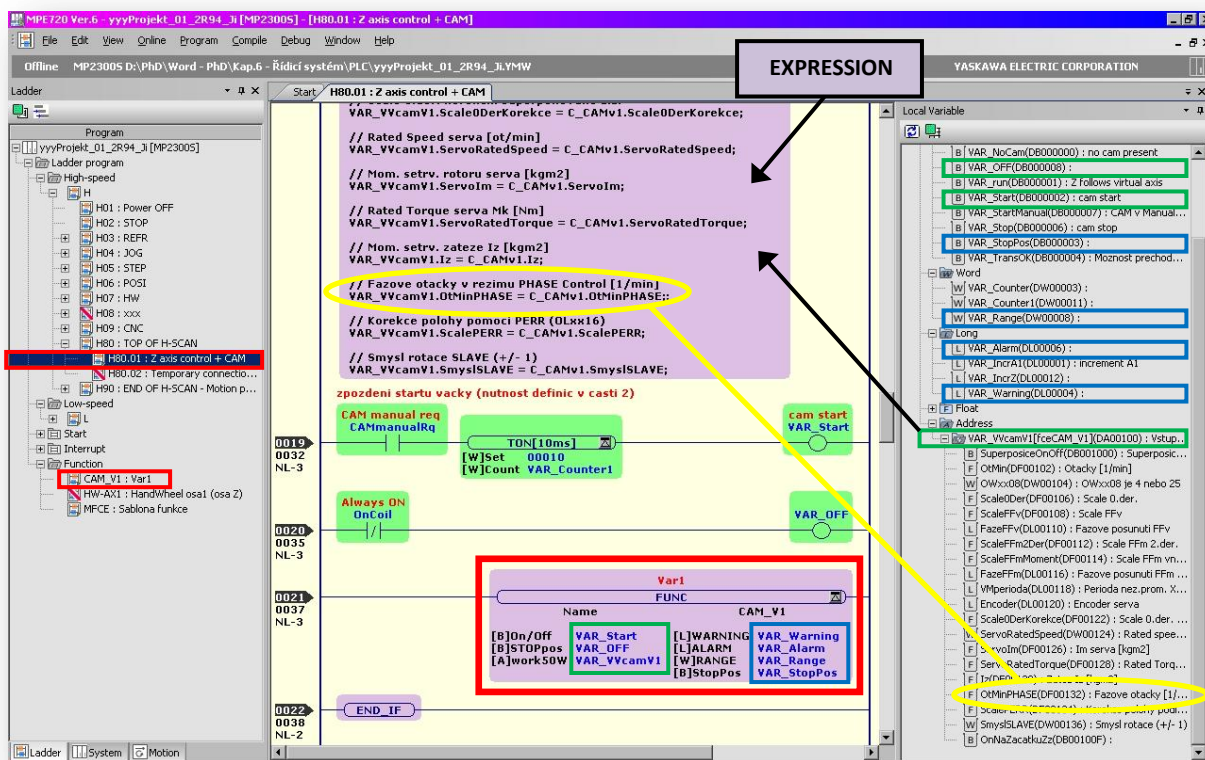 MPE720 Ver.6 - yyyProjekt_01_2R94_Ji [MP2300S] - [H80.01 : Z axis control + CAM]
File Edit View Online Program Compile Debug Window Help
Offline MP2300S D:\PhD\Word - PhD\Kap.6 - Řídicí systém\PLC\yyyProjekt_01_2R94_Ji.YMW
YASKAWA ELECTRIC CORPORATION
EXPRESSION
Ladder
Program
yyyProjekt_01_2R94_Ji [MP2300S]
Ladder program
High-speed
H
H01 : Power OFF
H02 : STOP
H03 : REFR
H04 : JOG
H05 : STEP
H06 : POSI
H07 : HW
H08 : xxx
H09 : CNC
H80 : TOP OF H-SCAN
H80.01 : Z axis control + CAM
H80.02 : Temporary connectio...
H90 : END OF H-SCAN - Motion p...
Low-speed
L
Start
Interrupt
Function
CAM_V1 : Var1
HW-AX1 : HandWheel osa1 (osa Z)
MFCE : Sablona funkce
Ladder System Motion
Start H80.01 : Z axis control + CAM
VAR_VVcamV1.Scale0DerKorekce = C_CAMv1.Scale0DerKorekce;
// Rated Speed serva [ot/min]
VAR_VVcamV1.ServoRatedSpeed = C_CAMv1.ServoRatedSpeed;
// Mom. setrv. rotoru serva [kgm2]
VAR_VVcamV1.ServoIm = C_CAMv1.ServoIm;
// Rated Torque serva Mk [Nm]
VAR_VVcamV1.ServoRatedTorque = C_CAMv1.ServoRatedTorque;
// Mom. setrv. zateze Iz [kgm2]
VAR_VVcamV1.Iz = C_CAMv1.Iz;
// Fazove otacky v rezimu PHASE Control [1/min]
VAR_VVcamV1.OtMinPHASE = C_CAMv1.OtMinPHASE;:
// Korekce polohy pomoci PERR (OLxx16)
VAR_VVcamV1.ScalePERR = C_CAMv1.ScalePERR;
// Smysl rotace SLAVE (+/- 1)
VAR_VVcamV1.SmyslSLAVE = C_CAMv1.SmyslSLAVE;
zpozdeni startu vacky (nutnost definic v casti 2)
CAM manual req
CAMmanualRq
cam start
VAR_Start
0019
0032
NL-3
TON[10ms]
[W]Set 00010
[W]Count VAR_Counter1
Always ON
OnCoil
VAR_OFF
0020
0035
NL-3
Var1
FUNC
0021
0037
NL-3
Name CAM_V1
[B]On/Off VAR_Start [L]WARNING VAR_Warning
[B]STOPpos VAR_OFF [L]ALARM VAR_Alarm
[A]work50W VAR_VVcamV1 [W]RANGE VAR_Range
[B]StopPos VAR_StopPos
0022
0038
NL-2
END_IF
Local Variable
B VAR_NoCam(DB000000) : no cam present
B VAR_OFF(DB000008) :
B VAR_run(DB000001) : Z follows virtual axis
B VAR_Start(DB000002) : cam start
B VAR_StartManual(DB000007) : CAM v Manual...
B VAR_Stop(DB000006) : cam stop
B VAR_StopPos(DB000003) :
B VAR_TransOK(DB000004) : Moznost prechod...
Word
W VAR_Counter(DW00003) :
W VAR_Counter1(DW00011) :
W VAR_Range(DW00008) :
Long
L VAR_Alarm(DL00006) :
L VAR_IncrA1(DL00001) : increment A1
L VAR_IncrZ(DL00012) :
L VAR_Warning(DL00004) :
F Float
Address
VAR_VVcamV1[fceCAM_V1](DA00100) : Vstup...
B SuperposiceOnOff(DB001000) : Superposic...
F OtMin(DF00102) : Otacky [1/min]
W OWxx08(DW00104) : OWxx08 je 4 nebo 25
F Scale0Der(DF00106) : Scale 0.der.
F ScaleFFv(DF00108) : Scale FFv
L FazeFFv(DL00110) : Fazove posunuti FFv
F ScaleFFm2Der(DF00112) : Scale FFm 2.der.
F ScaleFFmMoment(DF00114) : Scale FFm vn...
L FazeFFm(DL00116) : Fazove posunuti FFm ...
L VMperioda(DL00118) : Perioda nez.prom. X...
L Encoder(DL00120) : Encoder serva
F Scale0DerKorekce(DF00122) : Scale 0.der. ...
W ServoRatedSpeed(DW00124) : Rated spee...
F ServoIm(DF00126) : Im serva [kgm2]
F ServoRatedTorque(DF00128) : Rated Torq...
F OtMinPHASE(DF00132) : Fazove otacky [1/...
W SmyslSLAVE(DW00136) : Smysl rotace (+/- 1)
B OnNaZacatkuZz(DB00100F) :